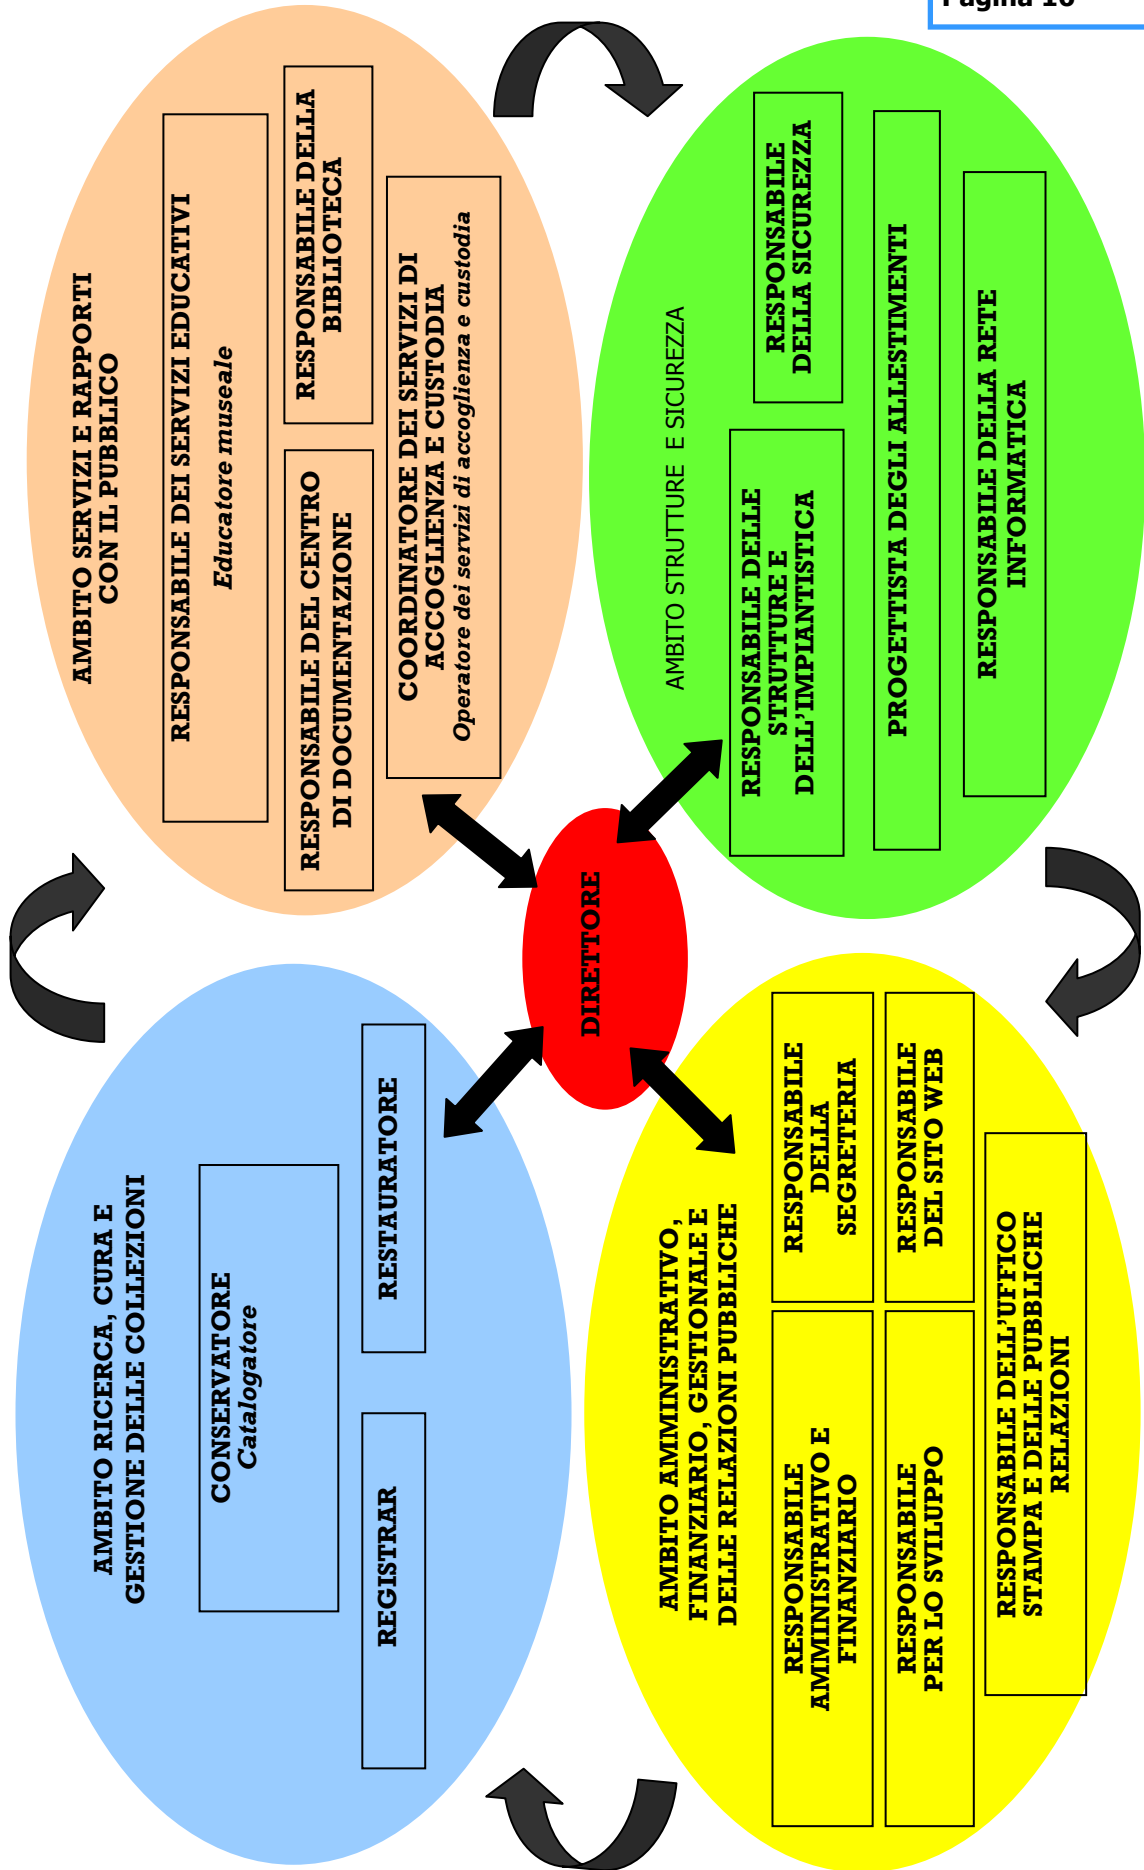 Pagina 16
AMBITO RICERCA, CURA E
GESTIONE DELLE COLLEZIONI
CONSERVATORE
Catalogatore
REGISTRAR
RESTAURATORE
AMBITO SERVIZI E RAPPORTI
CON IL PUBBLICO
RESPONSABILE DEI SERVIZI EDUCATIVI
Educatore museale
RESPONSABILE DEL CENTRO
DI DOCUMENTAZIONE
RESPONSABILE DELLA
BIBLIOTECA
COORDINATORE DEI SERVIZI DI
ACCOGLIENZA E CUSTODIA
Operatore dei servizi di accoglienza e custodia
DIRETTORE
AMBITO AMMINISTRATIVO,
FINANZIARIO, GESTIONALE E
DELLE RELAZIONI PUBBLICHE
RESPONSABILE
AMMINISTRATIVO E
FINANZIARIO
RESPONSABILE
DELLA
SEGRETERIA
RESPONSABILE
PER LO SVILUPPO
RESPONSABILE
DEL SITO WEB
RESPONSABILE DELL'UFFICO
STAMPA E DELLE PUBBLICHE
RELAZIONI
AMBITO STRUTTURE E SICUREZZA
RESPONSABILE DELLE
STRUTTURE E
DELL'IMPIANTISTICA
RESPONSABILE
DELLA SICUREZZA
PROGETTISTA DEGLI ALLESTIMENTI
RESPONSABILE DELLA RETE
INFORMATICA